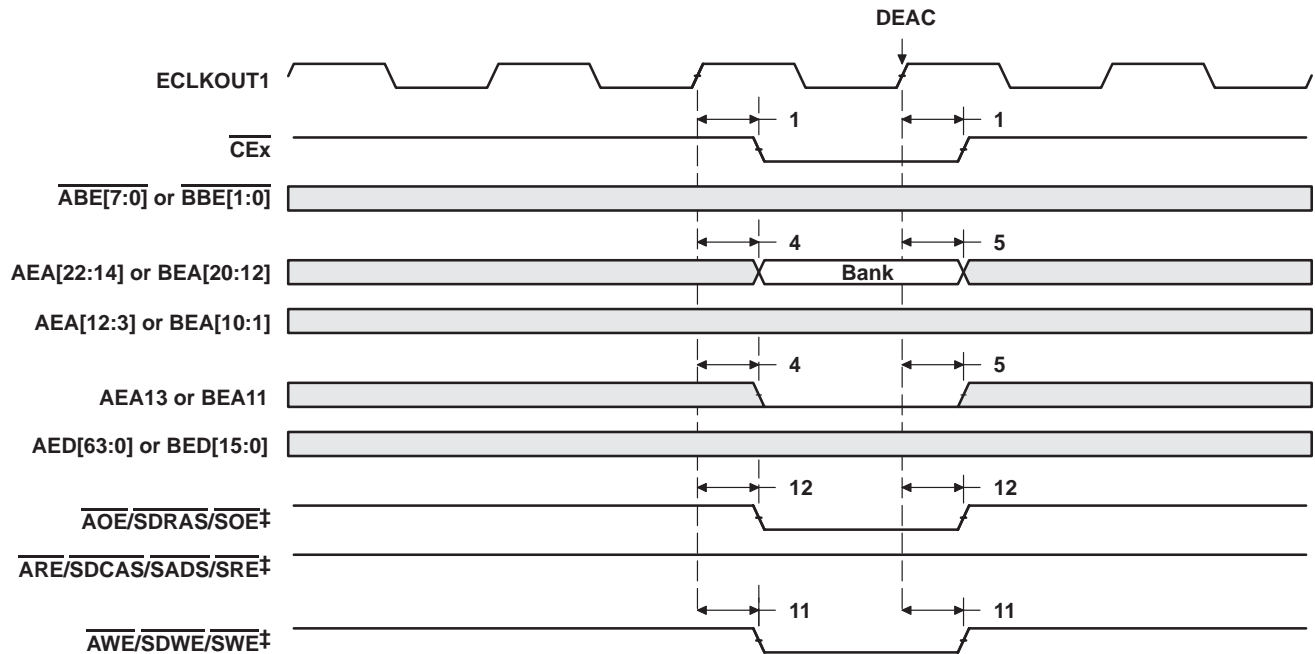 DEAC
ECLKOUT1
1 1
CEx
ABE[7:0] or BBE[1:0]
4 5
AEA[22:14] or BEA[20:12] Bank
AEA[12:3] or BEA[10:1]
4 5
AEA13 or BEA11
AED[63:0] or BED[15:0]
12 12
AOE/SDRAS/SOE‡
ARE/SDCAS/SADS/SRE‡
11 11
AWE/SDWE/SWE‡